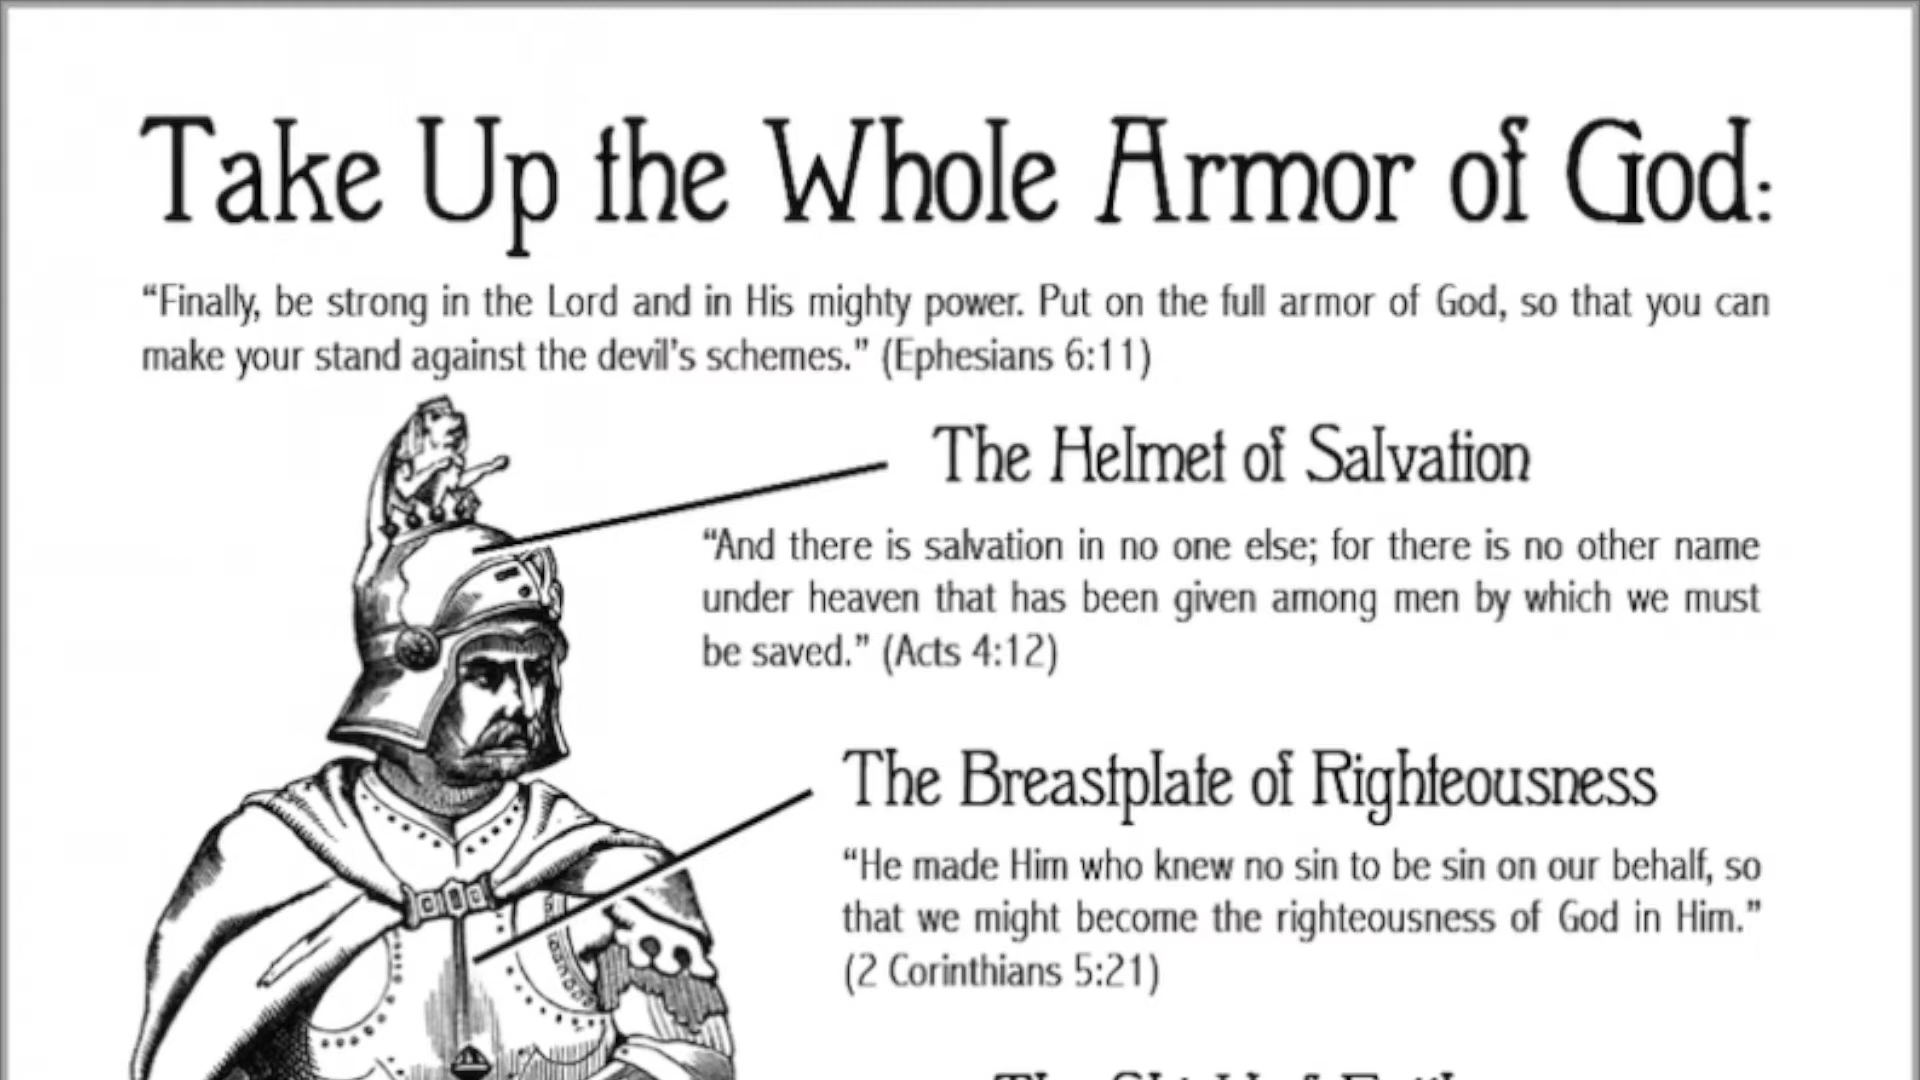 Take Up the Whole Armor of God:
“Finally, be strong in the Lord and in His mighty power. Put on the full armor of God, so that you can
make your stand against the devil’s schemes.” (Ephesians 6:11)
The Helmet of Salvation
“And there is salvation in no one else; for there is no other name
under heaven that has been given among men by which we must
be saved.” (Acts 4:12)
The Breastplate of Righteousness
“He made Him who knew no sin to be sin on our behalf, so
that we might become the righteousness of God in Him.”
(2 Corinthians 5:21)